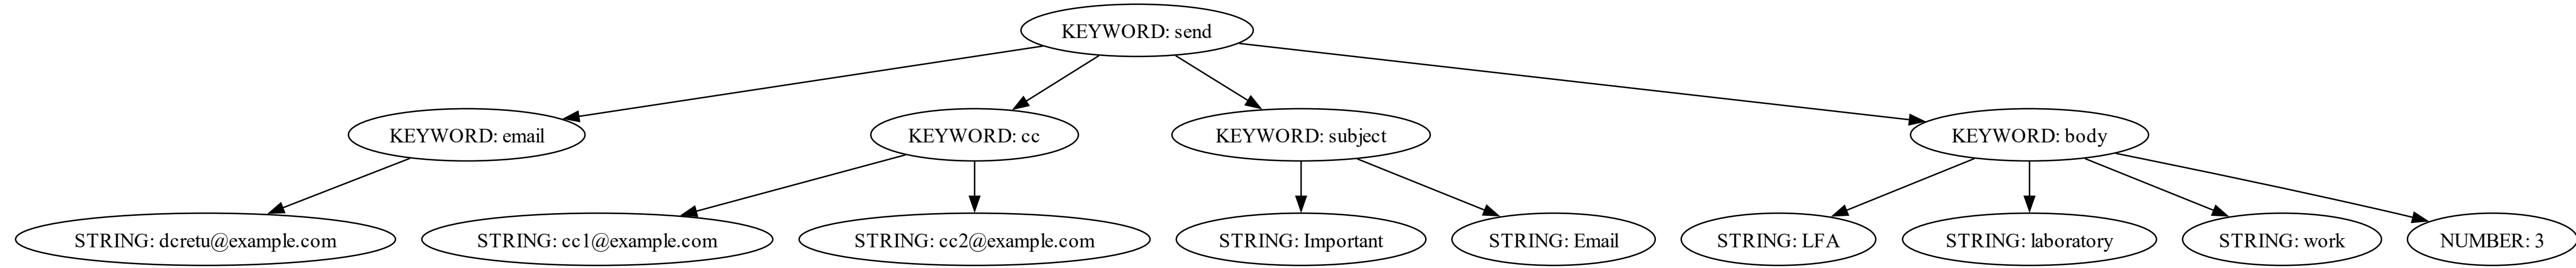 KEYWORD: send
KEYWORD: email
KEYWORD: cc
KEYWORD: subject
KEYWORD: body
STRING: dcretu@example.com
STRING: cc1@example.com
STRING: cc2@example.com
STRING: Important
STRING: Email
STRING: LFA
STRING: laboratory
STRING: work
NUMBER: 3